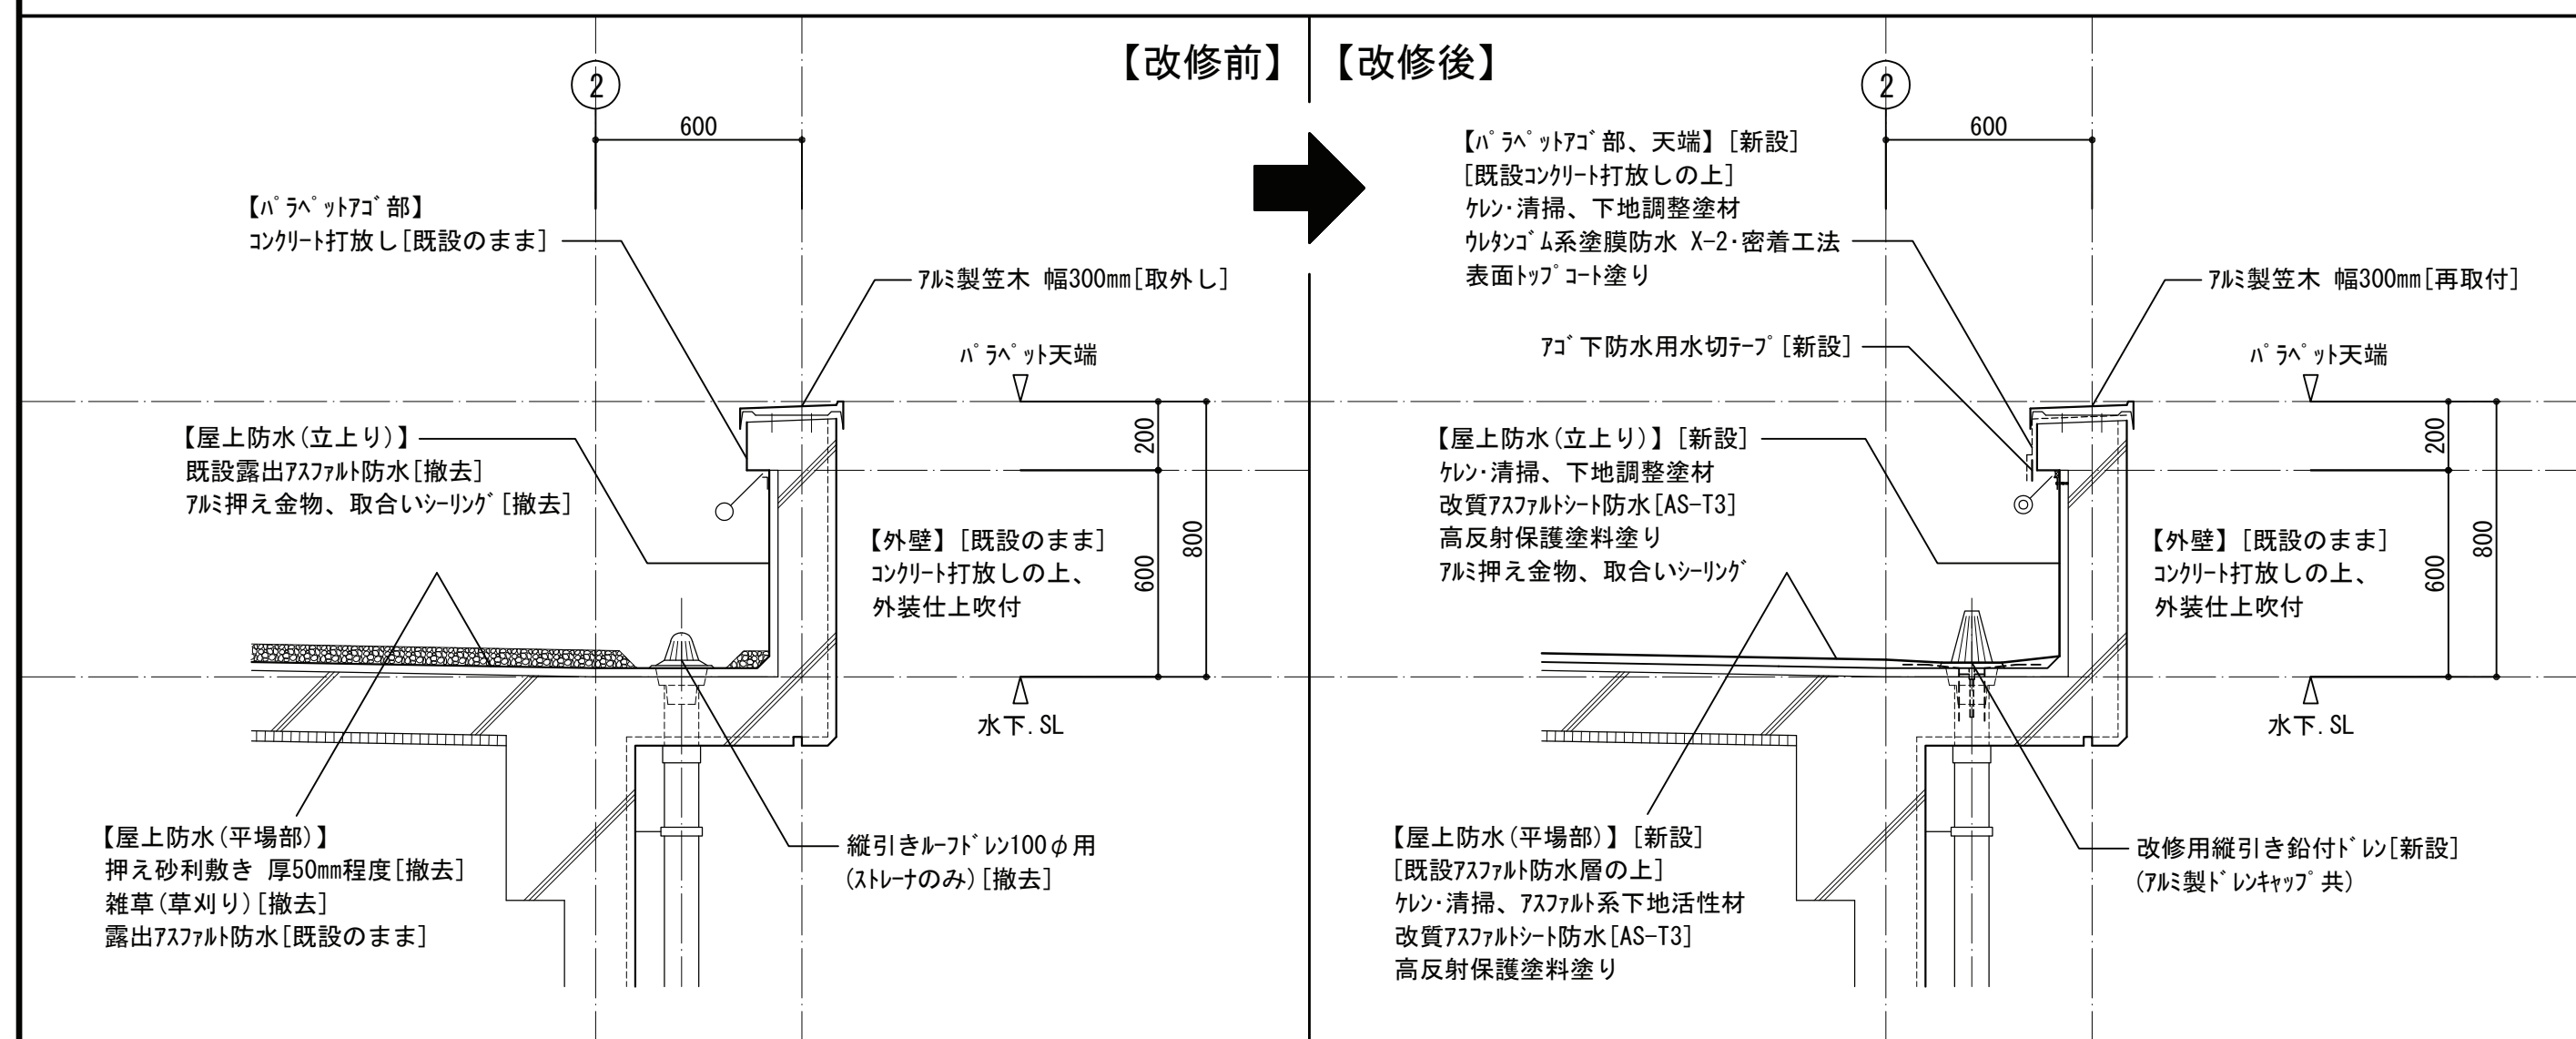 【改修前】
②
600
【ﾊﾟﾗﾍﾟｯﾄｱｺﾞ部】
ｺﾝｸﾘｰﾄ打放し[既設のまま]
ｱﾙﾐ製笠木 幅300mm[取外し]
ﾊﾟﾗﾍﾟｯﾄ天端
【屋上防水(立上り)】
既設露出ｱｽﾌｧﾙﾄ防水[撤去]
ｱﾙﾐ押え金物、取合いｼｰﾘﾝｸﾞ[撤去]
200
600
800
【外壁】[既設のまま]
ｺﾝｸﾘｰﾄ打放しの上、
外装仕上吹付
水下.SL
【屋上防水(平場部)】
押え砂利敷き 厚50mm程度[撤去]
雑草(草刈り)[撤去]
露出ｱｽﾌｧﾙﾄ防水[既設のまま]
縦引きﾙｰﾌﾄﾞﾚﾝ100φ用
(ｽﾄﾚｰﾅのみ)[撤去]
【改修後】
②
600
【ﾊﾟﾗﾍﾟｯﾄｱｺﾞ部、天端】[新設]
[既設ｺﾝｸﾘｰﾄ打放しの上]
ｹﾚﾝ･清掃、下地調整塗材
ｳﾚﾀﾝｺﾞﾑ系塗膜防水 X-2･密着工法
表面ﾄｯﾌﾟｺｰﾄ塗り
ｱﾙﾐ製笠木 幅300mm[再取付]
ｱｺﾞ下防水用水切ﾃｰﾌﾟ[新設]
ﾊﾟﾗﾍﾟｯﾄ天端
【屋上防水(立上り)】[新設]
ｹﾚﾝ･清掃、下地調整塗材
改質ｱｽﾌｧﾙﾄｼｰﾄ防水[AS-T3]
高反射保護塗料塗り
ｱﾙﾐ押え金物、取合いｼｰﾘﾝｸﾞ
200
600
800
【外壁】[既設のまま]
ｺﾝｸﾘｰﾄ打放しの上、
外装仕上吹付
水下.SL
【屋上防水(平場部)】[新設]
[既設ｱｽﾌｧﾙﾄ防水層の上]
ｹﾚﾝ･清掃、ｱｽﾌｧﾙﾄ系下地活性材
改質ｱｽﾌｧﾙﾄｼｰﾄ防水[AS-T3]
高反射保護塗料塗り
改修用縦引き鉛付ﾄﾞﾚﾝ[新設]
(ｱﾙﾐ製ﾄﾞﾚﾝｷｬｯﾌﾟ共)